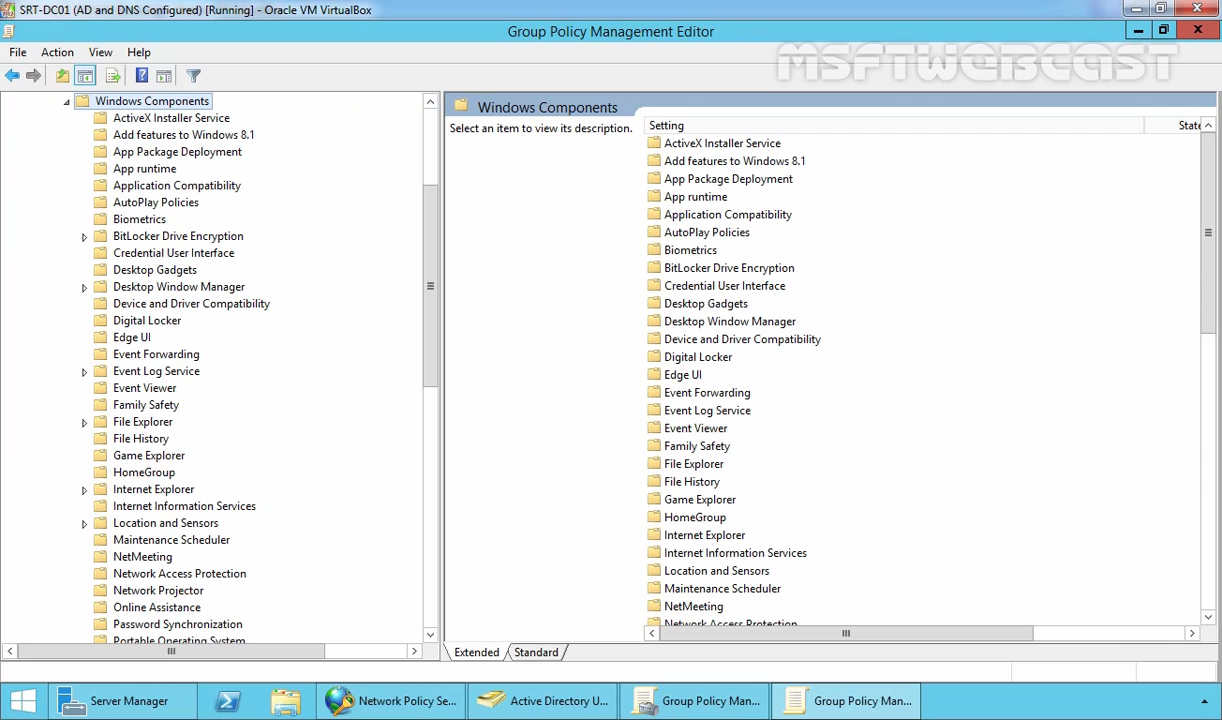 SRT-DC01 (AD and DNS Configured) [Running] - Oracle VM VirtualBox
Group Policy Management Editor
File Action View Help
MSFTWEBCAST
Windows Components
ActiveX Installer Service
Add features to Windows 8.1
App Package Deployment
App runtime
Application Compatibility
AutoPlay Policies
Biometrics
BitLocker Drive Encryption
Credential User Interface
Desktop Gadgets
Desktop Window Manager
Device and Driver Compatibility
Digital Locker
Edge UI
Event Forwarding
Event Log Service
Event Viewer
Family Safety
File Explorer
File History
Game Explorer
HomeGroup
Internet Explorer
Internet Information Services
Location and Sensors
Maintenance Scheduler
NetMeeting
Network Access Protection
Network Projector
Online Assistance
Password Synchronization
Portable Operating System
Windows Components
Select an item to view its description.
Setting State
ActiveX Installer Service
Add features to Windows 8.1
App Package Deployment
App runtime
Application Compatibility
AutoPlay Policies
Biometrics
BitLocker Drive Encryption
Credential User Interface
Desktop Gadgets
Desktop Window Manager
Device and Driver Compatibility
Digital Locker
Edge UI
Event Forwarding
Event Log Service
Event Viewer
Family Safety
File Explorer
File History
Game Explorer
HomeGroup
Internet Explorer
Internet Information Services
Location and Sensors
Maintenance Scheduler
NetMeeting
Network Access Protection
Extended Standard
Server Manager Network Policy Se... Active Directory U... Group Policy Man... Group Policy Man...